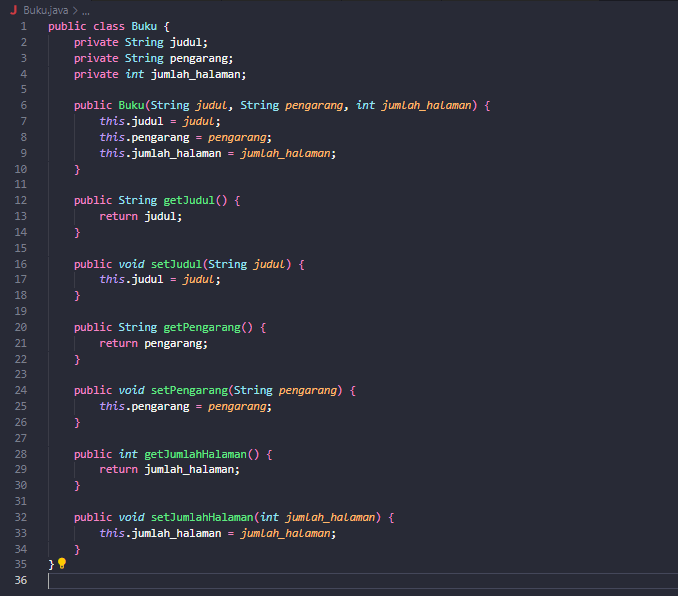 J Buku.java > ...
1 public class Buku {
2     private String judul;
3     private String pengarang;
4     private int jumlah_halaman;
5
6     public Buku(String judul, String pengarang, int jumlah_halaman) {
7         this.judul = judul;
8         this.pengarang = pengarang;
9         this.jumlah_halaman = jumlah_halaman;
10     }
11
12     public String getJudul() {
13         return judul;
14     }
15
16     public void setJudul(String judul) {
17         this.judul = judul;
18     }
19
20     public String getPengarang() {
21         return pengarang;
22     }
23
24     public void setPengarang(String pengarang) {
25         this.pengarang = pengarang;
26     }
27
28     public int getJumlahHalaman() {
29         return jumlah_halaman;
30     }
31
32     public void setJumlahHalaman(int jumlah_halaman) {
33         this.jumlah_halaman = jumlah_halaman;
34     }
35 }
36